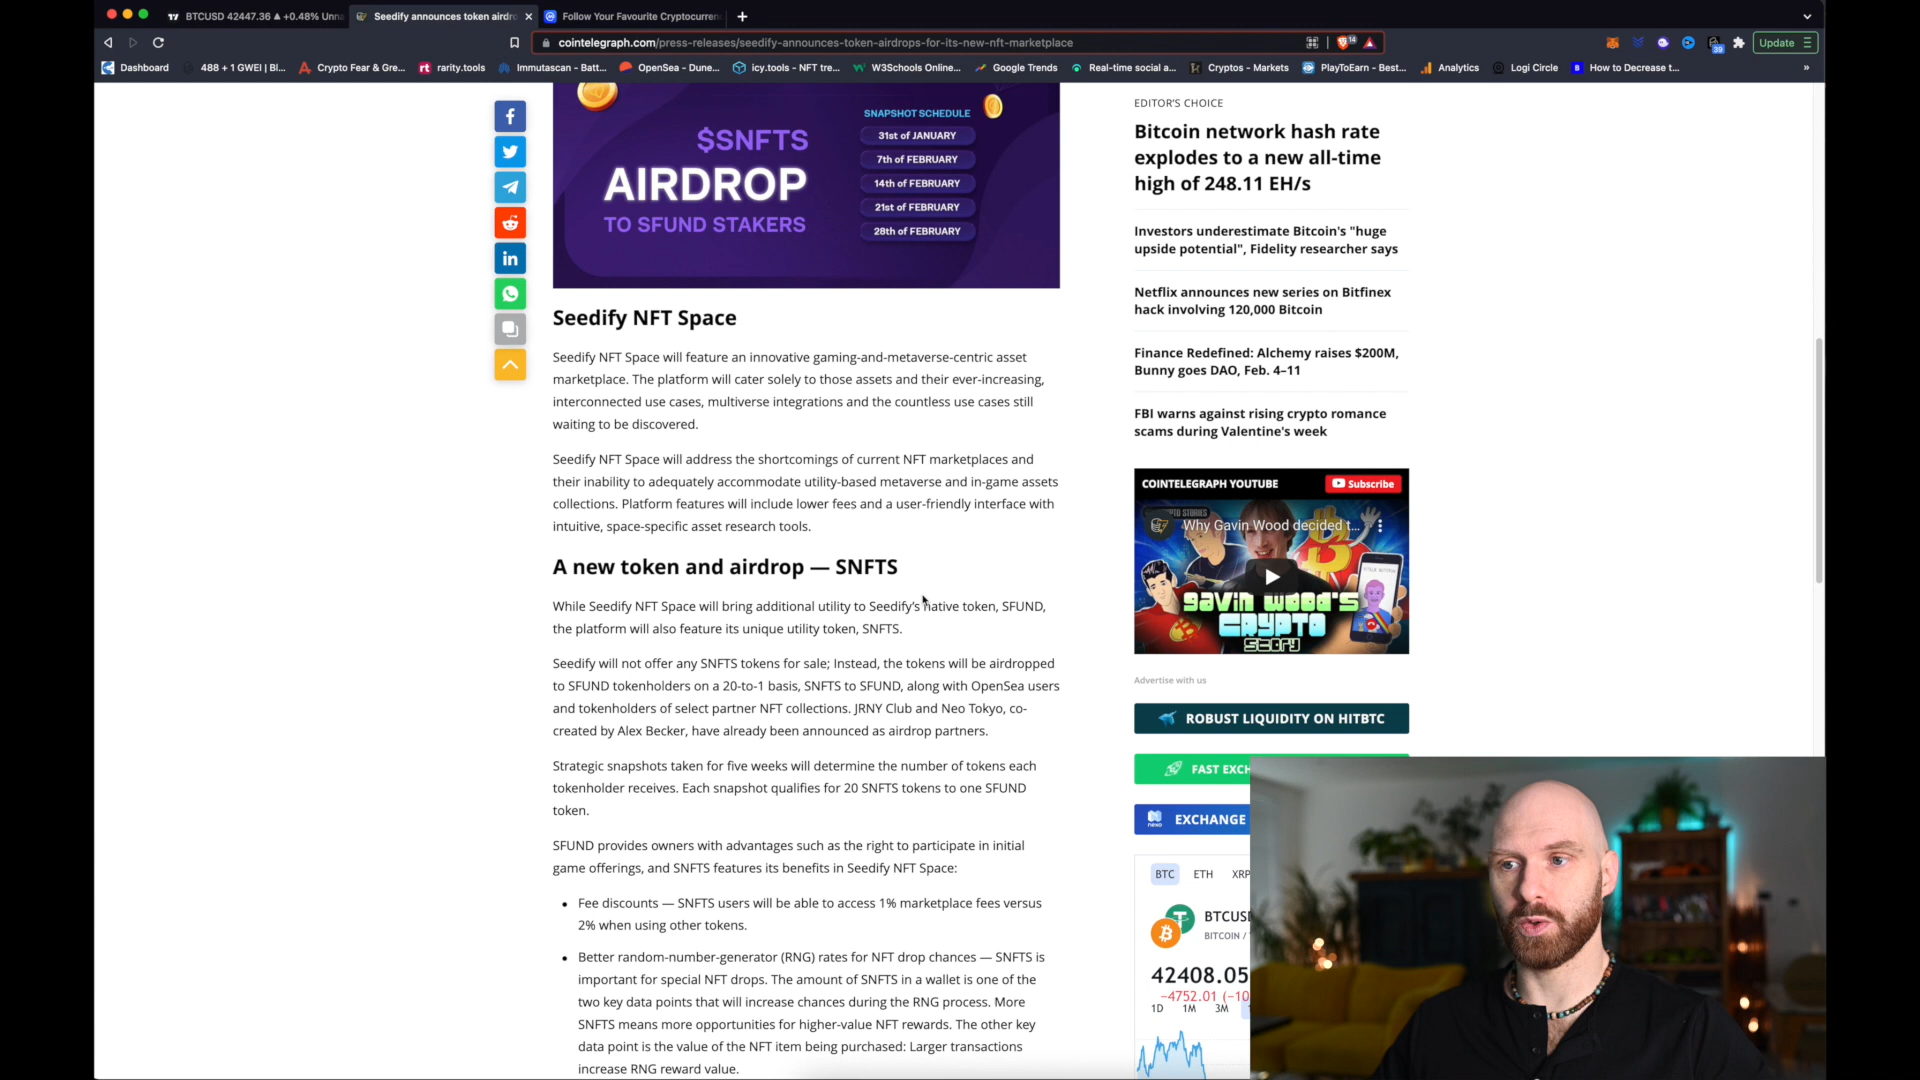 BTCUSD 42447.36 ▲ +0.48% Unna
Seedify announces token airdro
Follow Your Favourite Cryptocurren
cointelegraph.com/press-releases/seedify-announces-token-airdrops-for-its-new-nft-marketplace
14
39
Update
Dashboard
488 + 1 GWEI | Bl...
Crypto Fear & Gre...
rt rarity.tools
Immutascan - Batt...
OpenSea - Dune...
icy.tools - NFT tre...
W3Schools Online...
Google Trends
Real-time social a...
Cryptos - Markets
PlayToEarn - Best...
Analytics
Logi Circle
How to Decrease t...
»
$SNFTS
AIRDROP
TO SFUND STAKERS
SNAPSHOT SCHEDULE
31st of JANUARY
7th of FEBRUARY
14th of FEBRUARY
21st of FEBRUARY
28th of FEBRUARY
Seedify NFT Space
Seedify NFT Space will feature an innovative gaming-and-metaverse-centric asset
marketplace. The platform will cater solely to those assets and their ever-increasing,
interconnected use cases, multiverse integrations and the countless use cases still
waiting to be discovered.
Seedify NFT Space will address the shortcomings of current NFT marketplaces and
their inability to adequately accommodate utility-based metaverse and in-game assets
collections. Platform features will include lower fees and a user-friendly interface with
intuitive, space-specific asset research tools.
A new token and airdrop — SNFTS
While Seedify NFT Space will bring additional utility to Seedify's native token, SFUND,
the platform will also feature its unique utility token, SNFTS.
Seedify will not offer any SNFTS tokens for sale; Instead, the tokens will be airdropped
to SFUND tokenholders on a 20-to-1 basis, SNFTS to SFUND, along with OpenSea users
and tokenholders of select partner NFT collections. JRNY Club and Neo Tokyo, co-
created by Alex Becker, have already been announced as airdrop partners.
Strategic snapshots taken for five weeks will determine the number of tokens each
tokenholder receives. Each snapshot qualifies for 20 SNFTS tokens to one SFUND
token.
SFUND provides owners with advantages such as the right to participate in initial
game offerings, and SNFTS features its benefits in Seedify NFT Space:
• Fee discounts — SNFTS users will be able to access 1% marketplace fees versus
2% when using other tokens.
• Better random-number-generator (RNG) rates for NFT drop chances — SNFTS is
important for special NFT drops. The amount of SNFTS in a wallet is one of the
two key data points that will increase chances during the RNG process. More
SNFTS means more opportunities for higher-value NFT rewards. The other key
data point is the value of the NFT item being purchased: Larger transactions
increase RNG reward value.
EDITOR'S CHOICE
Bitcoin network hash rate
explodes to a new all-time
high of 248.11 EH/s
Investors underestimate Bitcoin's "huge
upside potential", Fidelity researcher says
Netflix announces new series on Bitfinex
hack involving 120,000 Bitcoin
Finance Redefined: Alchemy raises $200M,
Bunny goes DAO, Feb. 4–11
FBI warns against rising crypto romance
scams during Valentine's week
COINTELEGRAPH YOUTUBE
Subscribe
Why Gavin Wood decided t...
GAVIN WOOD'S
CRYPTO
STORY
Advertise with us
ROBUST LIQUIDITY ON HITBTC
FAST EXCH
nexo EXCHANGE
BTC ETH XRP
BTCUS
BITCOIN /
42408.05
−4752.01 (−10
1D 1M 3M